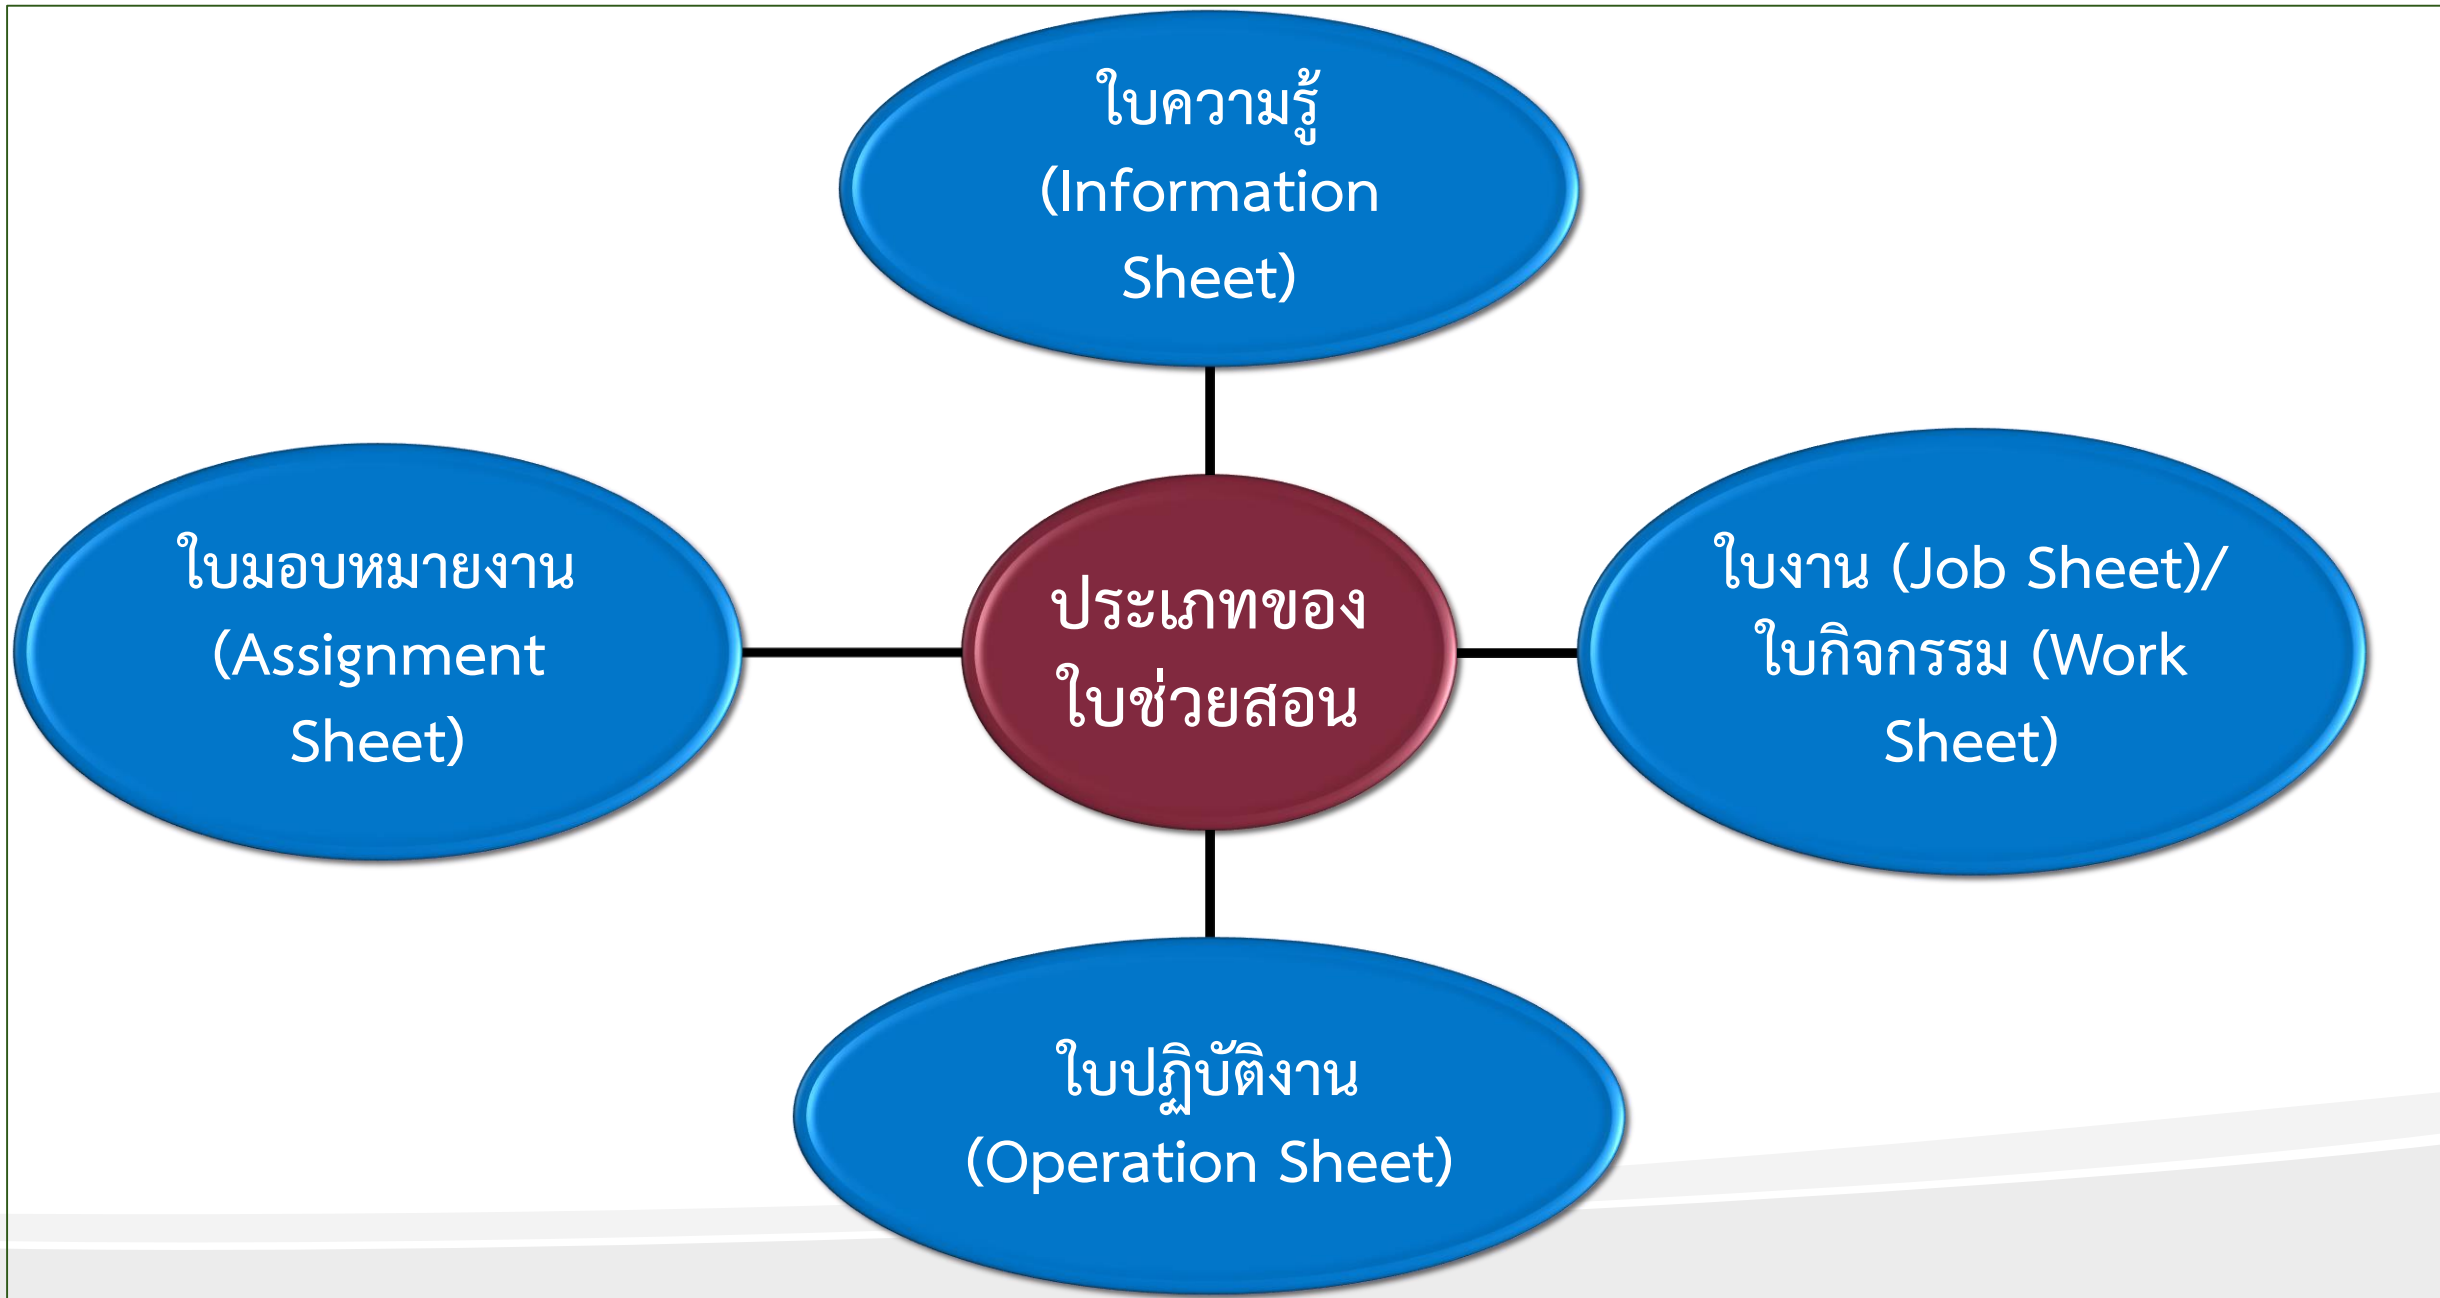 ใบความรู้
(Information
Sheet)
ใบมอบหมายงาน
(Assignment
Sheet)
ประเภทของ
ใบช่วยสอน
ใบงาน (Job Sheet)/
ใบกิจกรรม (Work
Sheet)
ใบปฏิบัติงาน
(Operation Sheet)